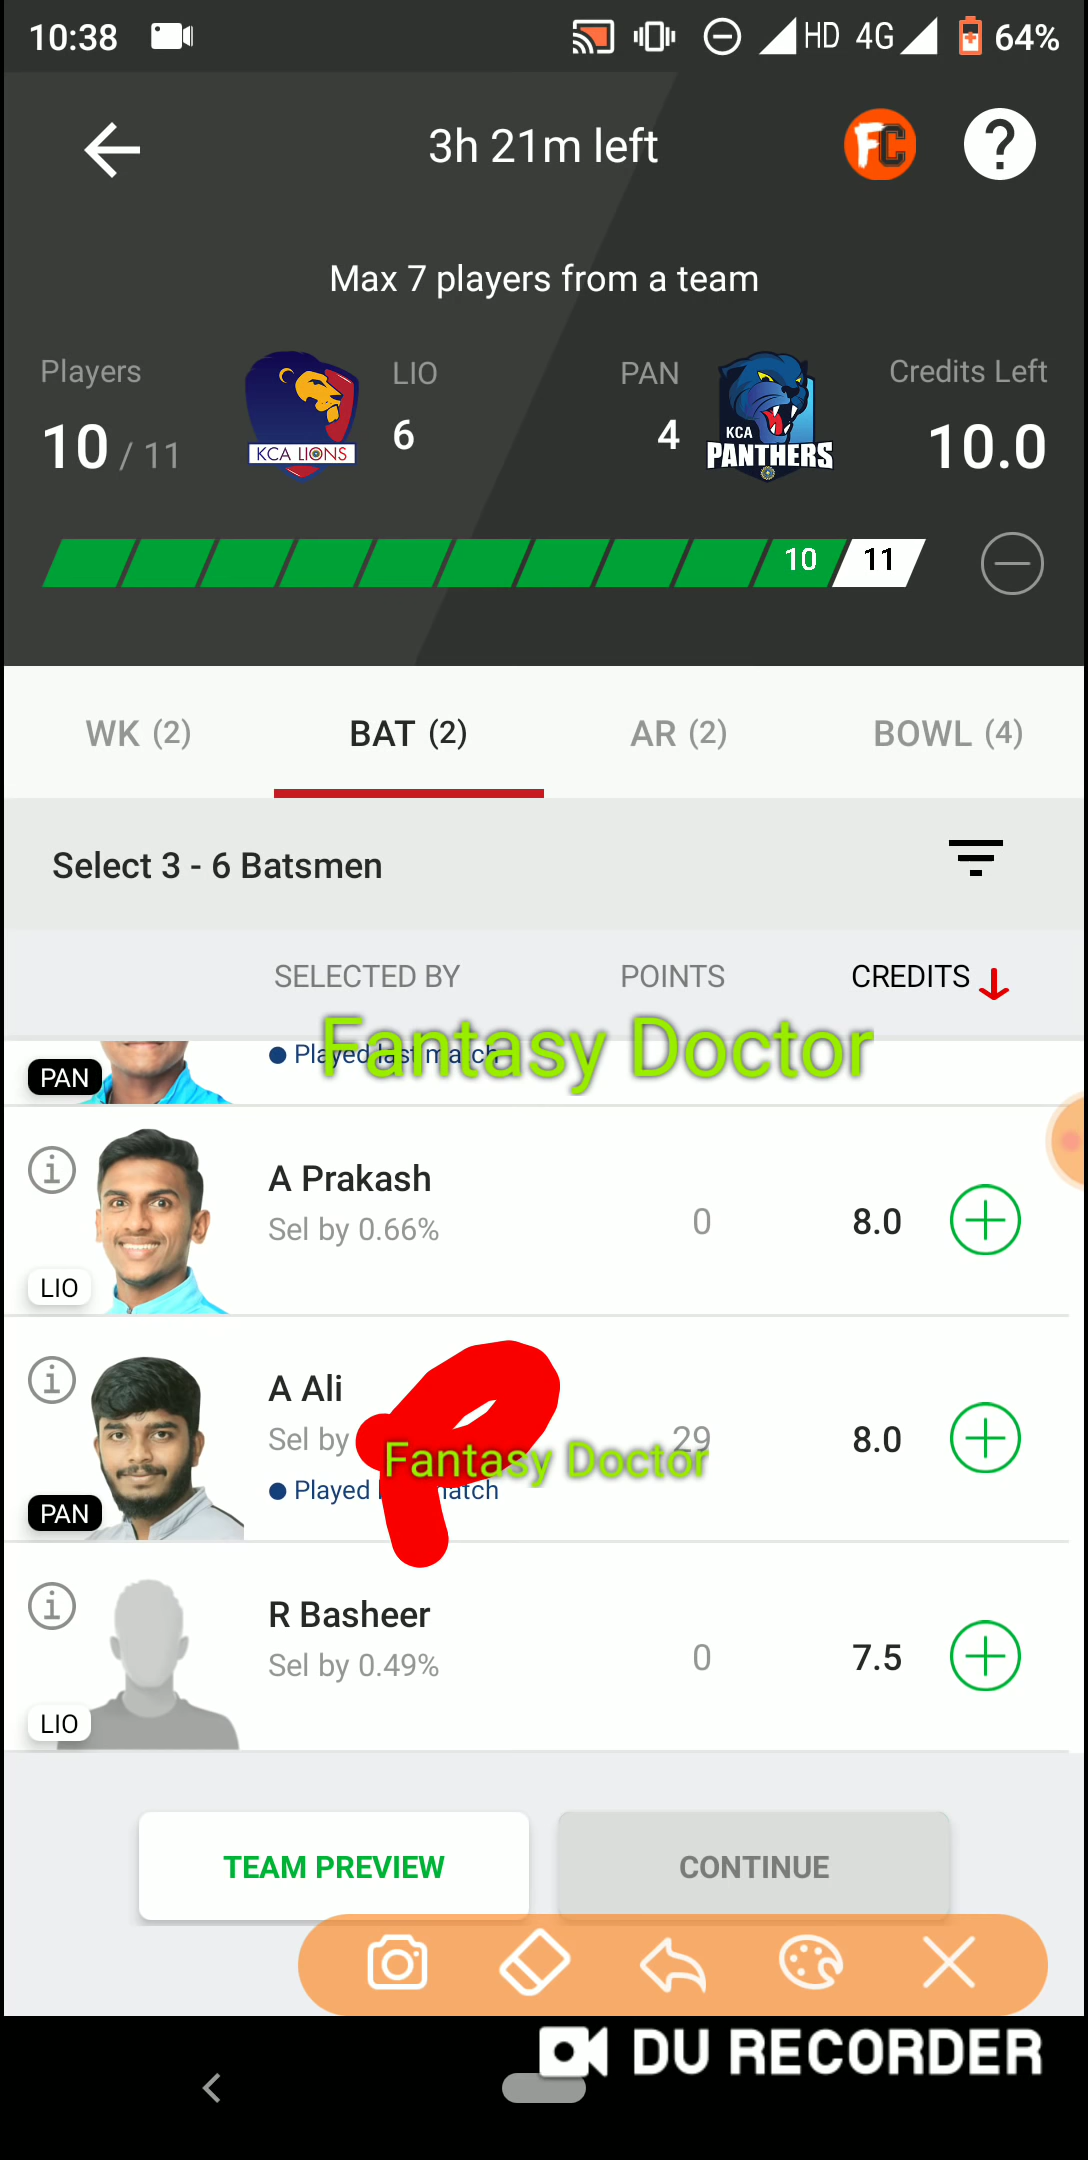 10:38 HD 4G 64%
3h 21m left FC ?
Max 7 players from a team
Players LIO PAN Credits Left
10 / 11 KCA LIONS 6 4 KCA PANTHERS 10.0
10 11
WK (2) BAT (2) AR (2) BOWL (4)
Select 3 - 6 Batsmen
SELECTED BY POINTS CREDITS
Fantasy Doctor
Played last match
PAN
A Prakash
Sel by 0.66% 0 8.0
LIO
A Ali
Sel by 29 8.0
Fantasy Doctor
Played match
PAN
R Basheer
Sel by 0.49% 0 7.5
LIO
TEAM PREVIEW CONTINUE
DU RECORDER